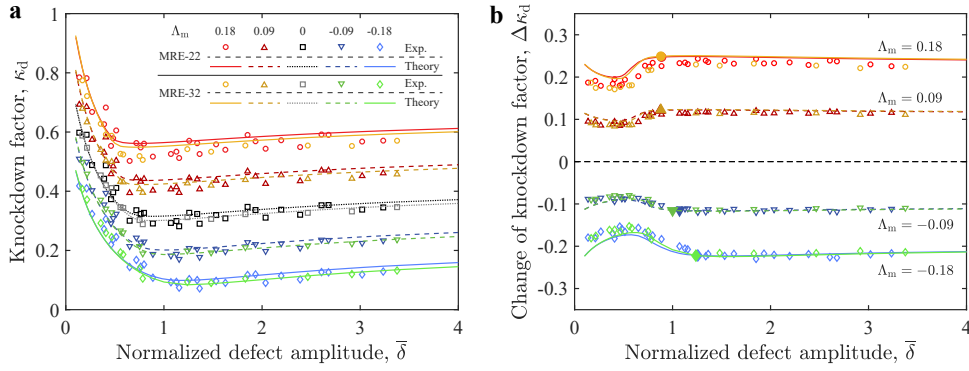 a
Λm 0.18 0.09 0 -0.09 -0.18
MRE-22 Exp.
Theory
MRE-32 Exp.
Theory
Knockdown factor, κd
1
0.8
0.6
0.4
0.2
0
0 1 2 3 4
Normalized defect amplitude, δ̅
b
Change of knockdown factor, Δκd
0.3
0.2
0.1
0
-0.1
-0.2
-0.3
Λm = 0.18
Λm = 0.09
Λm = −0.09
Λm = −0.18
0 1 2 3 4
Normalized defect amplitude, δ̅